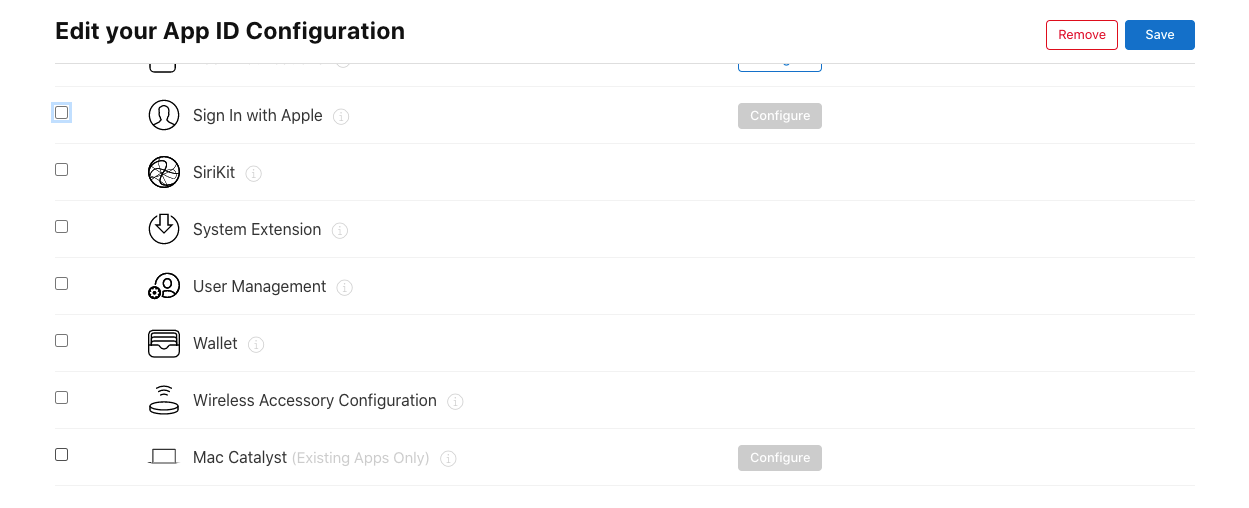 Edit your App ID Configuration
Remove
Save
Sign In with Apple
Configure
SiriKit
System Extension
User Management
Wallet
Wireless Accessory Configuration
Mac Catalyst (Existing Apps Only)
Configure